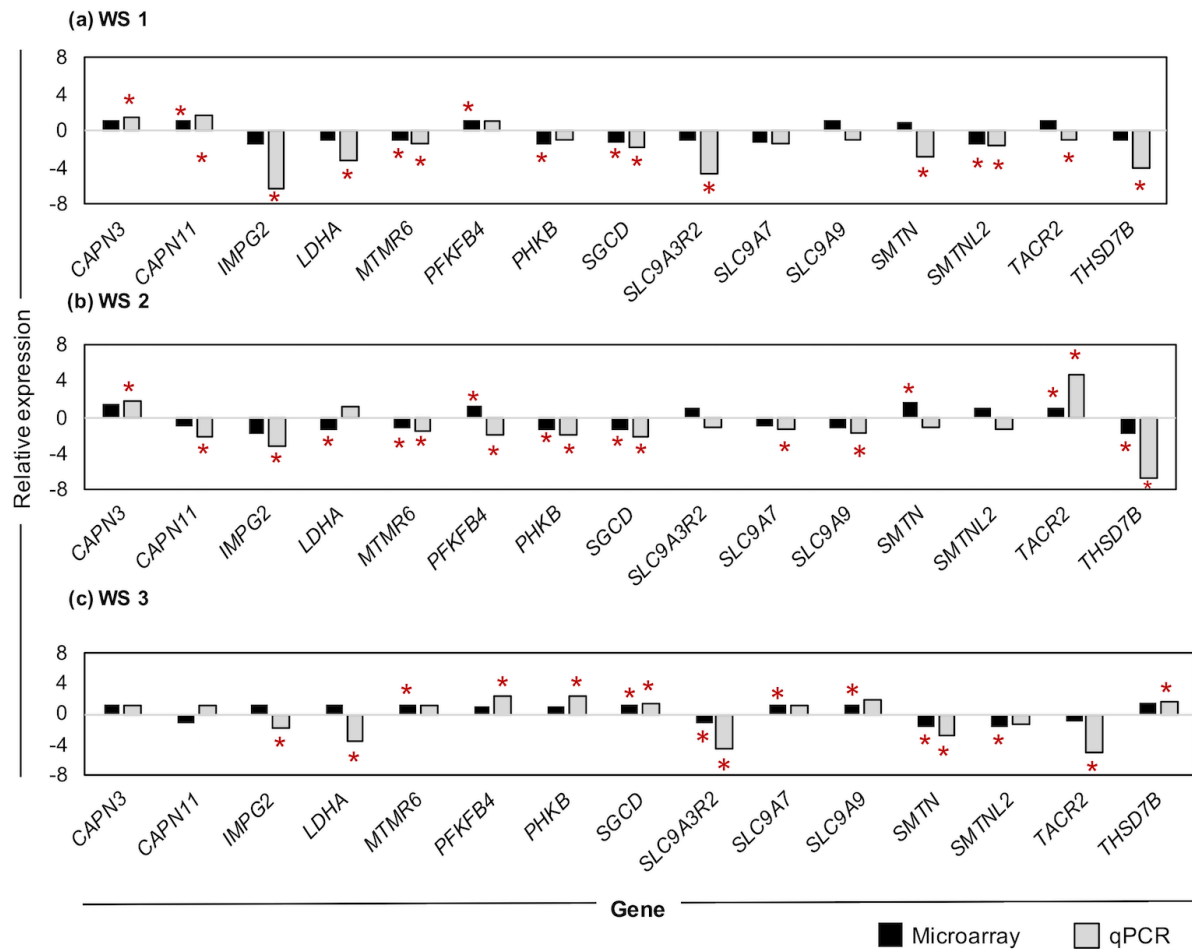 (a) WS 1
8
4
0
-4
-8
* * * * * * * * * * * * * * * * * *
CAPN3 CAPN11 IMPG2 LDHA MTMR6 PFKFB4 PHKB SGCD SLC9A3R2 SLC9A7 SLC9A9 SMTN SMTNL2 TACR2 THSD7B
(b) WS 2
Relative expression
8
4
0
-4
-8
* * * * * * * * * * * * * * * * * * *
CAPN3 CAPN11 IMPG2 LDHA MTMR6 PFKFB4 PHKB SGCD SLC9A3R2 SLC9A7 SLC9A9 SMTN SMTNL2 TACR2 THSD7B
(c) WS 3
8
4
0
-4
-8
* * * * * * * * * * * * * * * *
CAPN3 CAPN11 IMPG2 LDHA MTMR6 PFKFB4 PHKB SGCD SLC9A3R2 SLC9A7 SLC9A9 SMTN SMTNL2 TACR2 THSD7B
Gene
Microarray qPCR